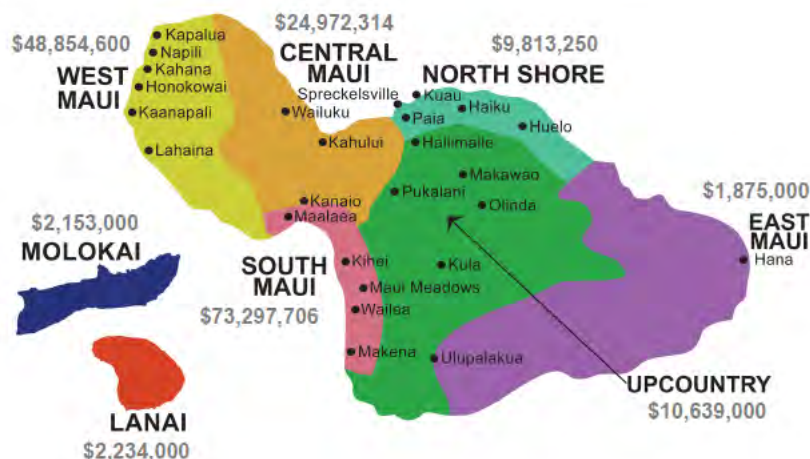 $48,854,600
WEST
MAUI
Kapalua
Napili
Kahana
Honokowai
Kaanapali
Lahaina
$24,972,314
CENTRAL
MAUI
Wailuku
Kahului
Kanaio
$9,813,250
NORTH SHORE
Spreckelsville
Kuau
Paia
Haiku
Huelo
Haliimaile
Makawao
Pukalani
Olinda
Kula
Ulupalakua
$1,875,000
EAST
MAUI
Hana
Maalaea
SOUTH
MAUI
$73,297,706
Kihei
Maui Meadows
Wailea
Makena
UPCOUNTRY
$10,639,000
$2,153,000
MOLOKAI
LANAI
$2,234,000